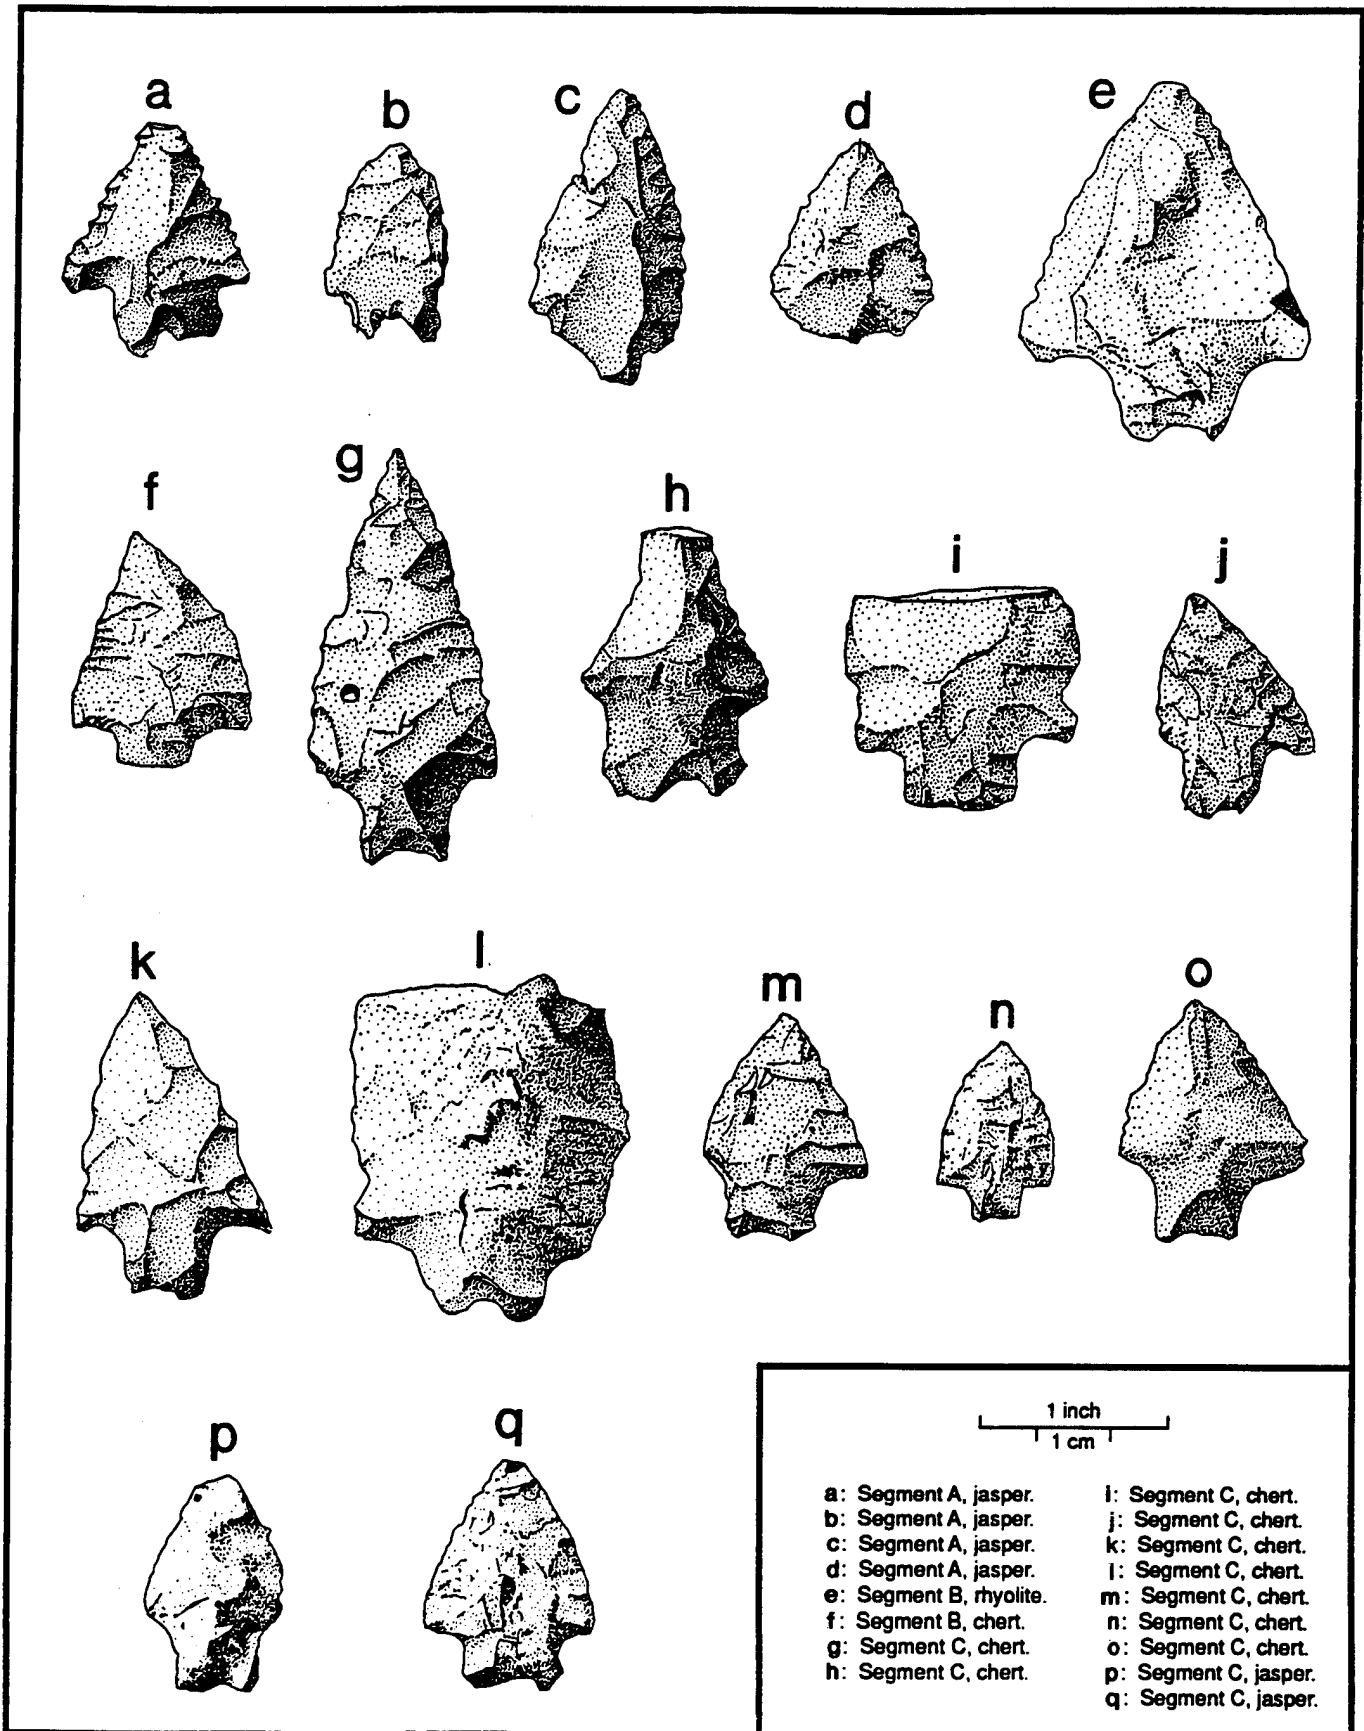 a
b
c
d
e
f
g
h
i
j
k
l
m
n
o
p
q
1 inch
1 cm
a: Segment A, jasper.
b: Segment A, jasper.
c: Segment A, jasper.
d: Segment A, jasper.
e: Segment B, rhyolite.
f: Segment B, chert.
g: Segment C, chert.
h: Segment C, chert.
i: Segment C, chert.
j: Segment C, chert.
k: Segment C, chert.
l: Segment C, chert.
m: Segment C, chert.
n: Segment C, chert.
o: Segment C, chert.
p: Segment C, jasper.
q: Segment C, jasper.